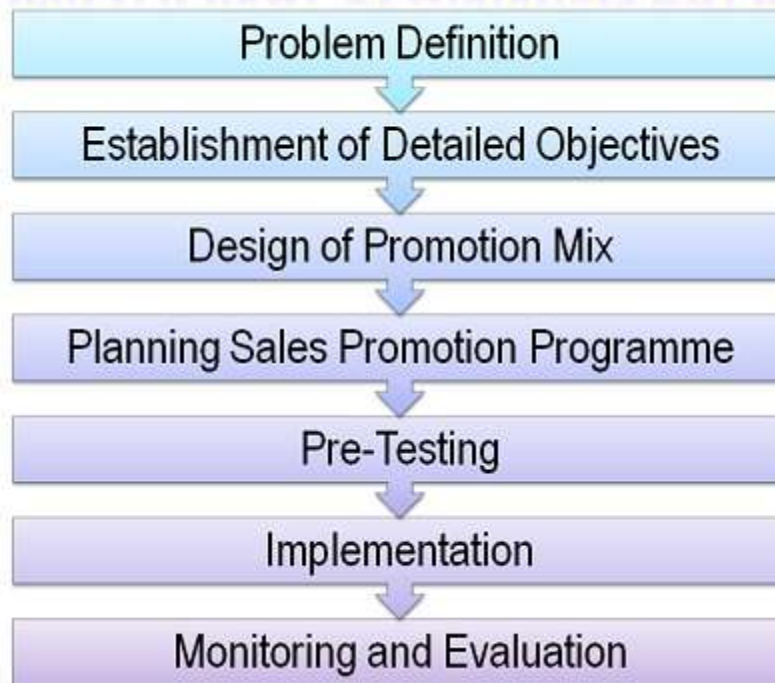 Problem Definition
Establishment of Detailed Objectives
Design of Promotion Mix
Planning Sales Promotion Programme
Pre-Testing
Implementation
Monitoring and Evaluation